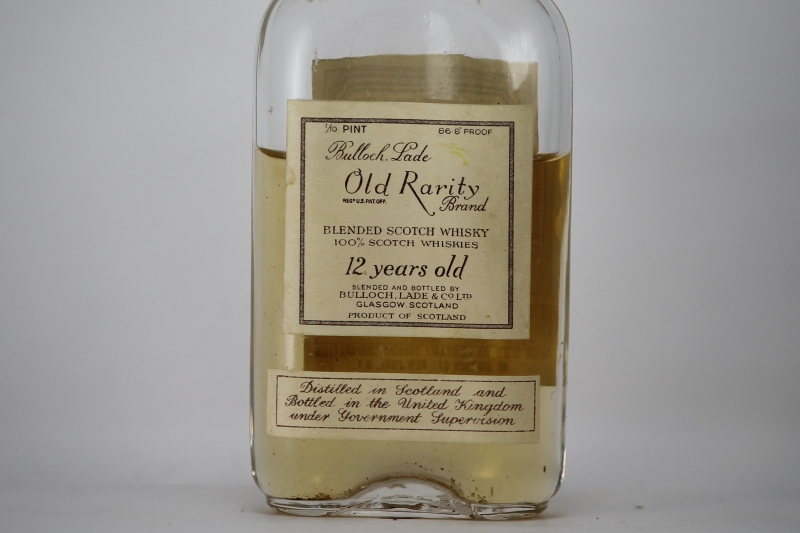 1/10 PINT 86·8 PROOF
Bulloch, Lade
Old Rarity
REGD U.S. PAT. OFF.
Brand
BLENDED SCOTCH WHISKY
100% SCOTCH WHISKIES
12 years old
BLENDED AND BOTTLED BY
BULLOCH, LADE & CO LTD
GLASGOW, SCOTLAND
PRODUCT OF SCOTLAND
Distilled in Scotland and
Bottled in the United Kingdom
under Government Supervision